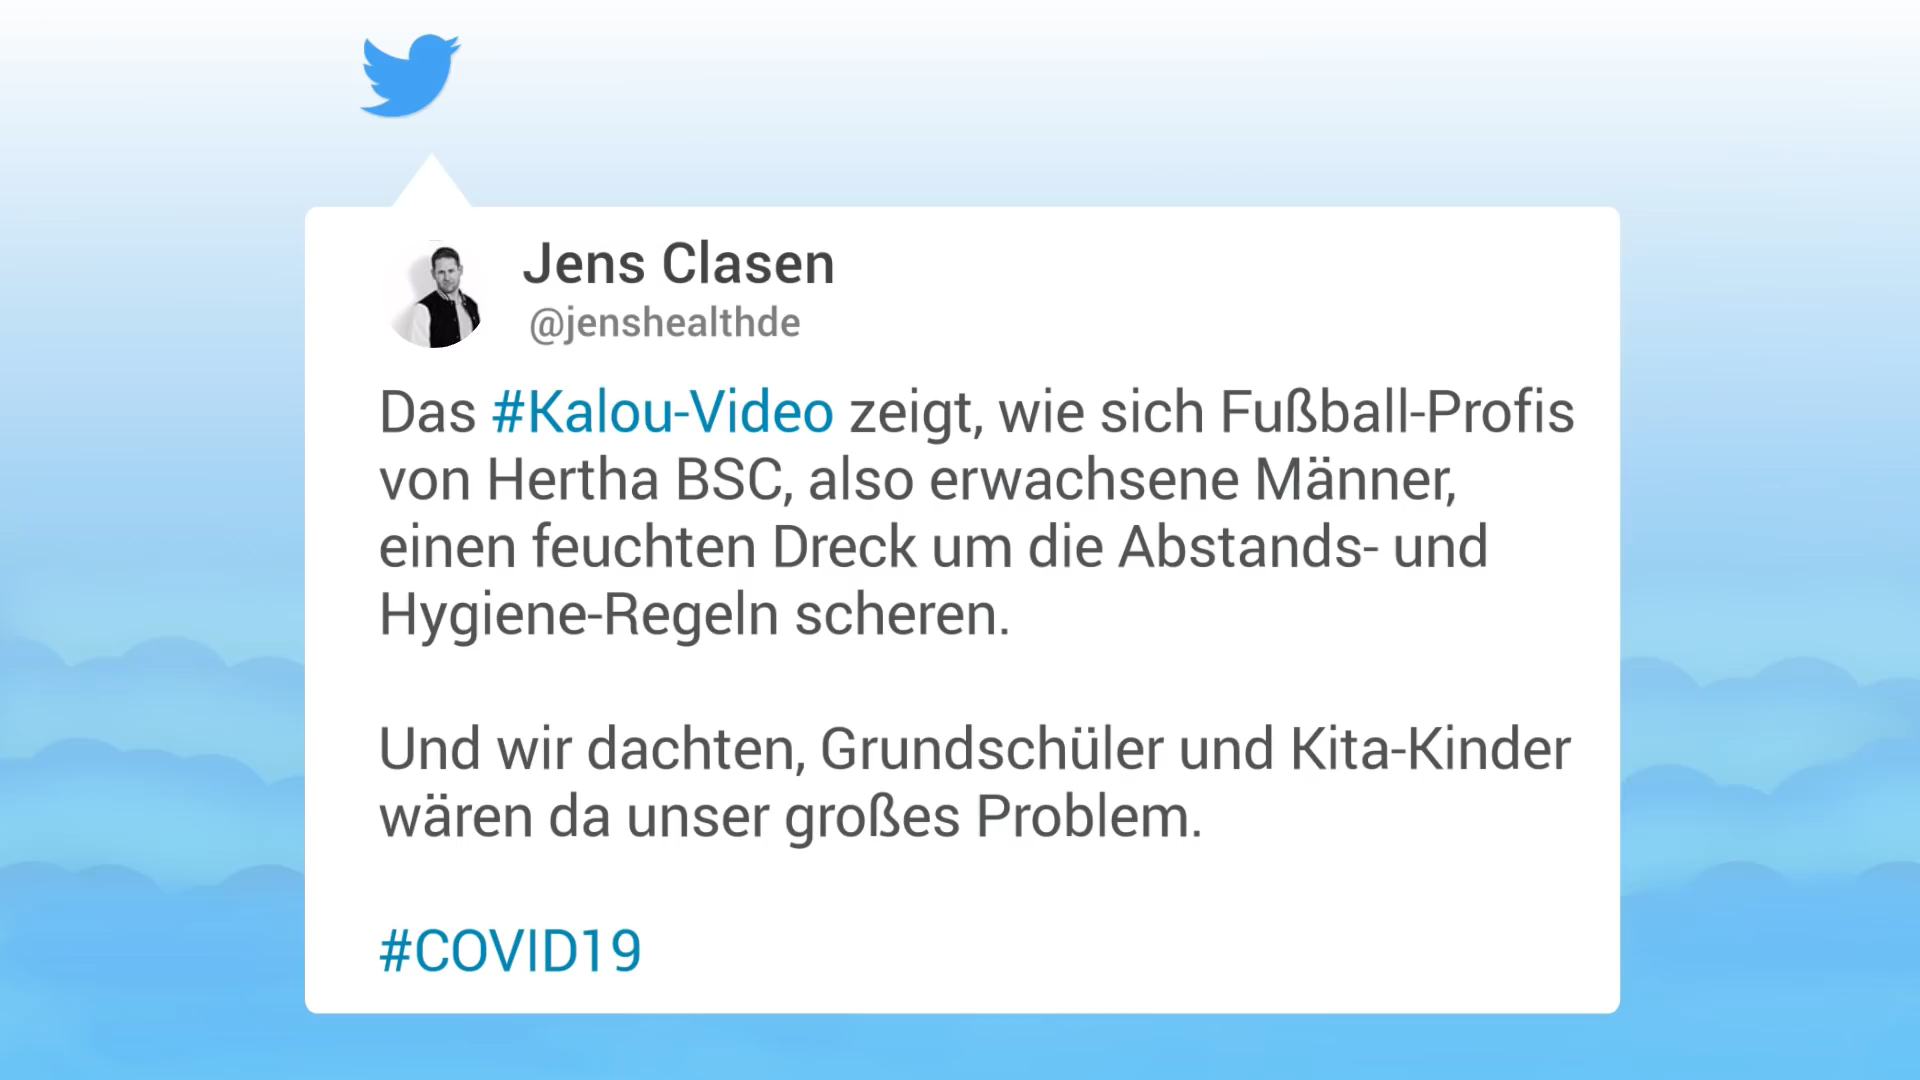 Jens Clasen
@jenshealthde
Das #Kalou-Video zeigt, wie sich Fußball-Profis
von Hertha BSC, also erwachsene Männer,
einen feuchten Dreck um die Abstands- und
Hygiene-Regeln scheren.
Und wir dachten, Grundschüler und Kita-Kinder
wären da unser großes Problem.
#COVID19